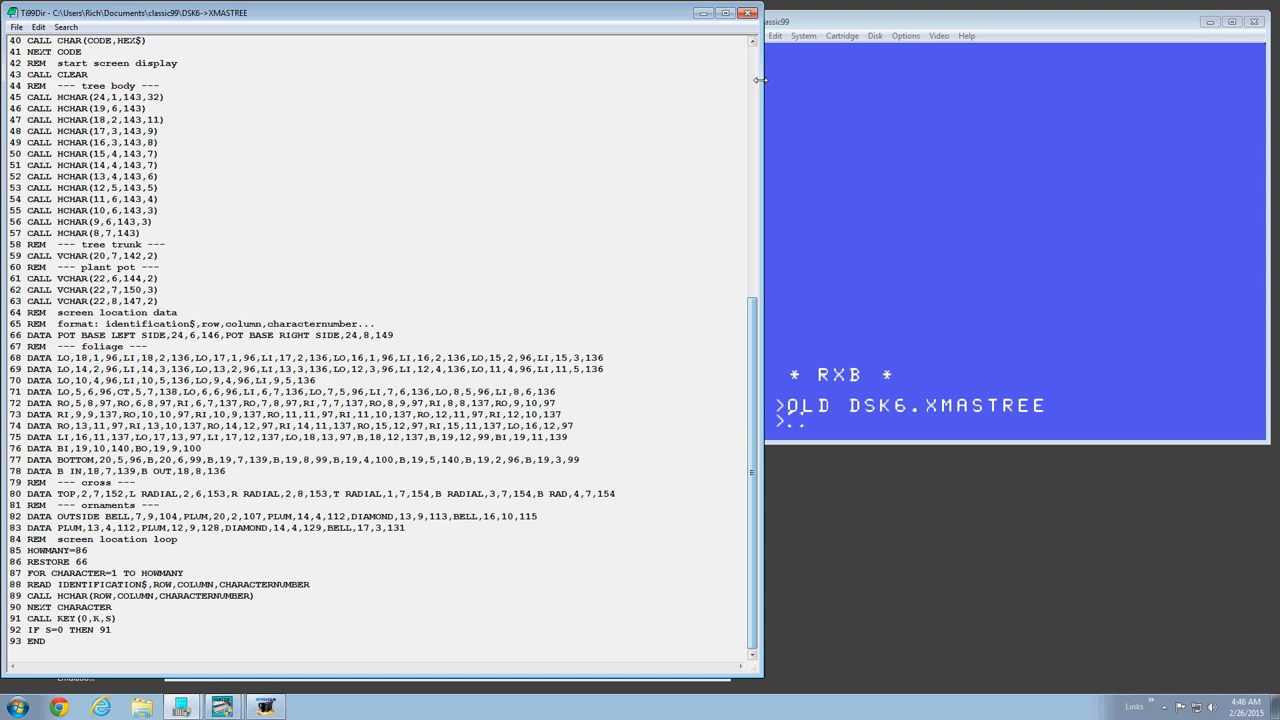 Ti99Dir - C:\Users\Rich\Documents\classic99\DSK6->XMASTREE
File Edit Search
40 CALL CHAR(CODE,HEX$)
41 NEXT CODE
42 REM  start screen display
43 CALL CLEAR
44 REM  --- tree body ---
45 CALL HCHAR(24,1,143,32)
46 CALL HCHAR(19,6,143)
47 CALL HCHAR(18,2,143,11)
48 CALL HCHAR(17,3,143,9)
49 CALL HCHAR(16,3,143,8)
50 CALL HCHAR(15,4,143,7)
51 CALL HCHAR(14,4,143,7)
52 CALL HCHAR(13,4,143,6)
53 CALL HCHAR(12,5,143,5)
54 CALL HCHAR(11,6,143,4)
55 CALL HCHAR(10,6,143,3)
56 CALL HCHAR(9,6,143,3)
57 CALL HCHAR(8,7,143)
58 REM  --- tree trunk ---
59 CALL VCHAR(20,7,142,2)
60 REM  --- plant pot ---
61 CALL VCHAR(22,6,144,2)
62 CALL VCHAR(22,7,150,3)
63 CALL VCHAR(22,8,147,2)
64 REM  screen location data
65 REM  format: identification$,row,column,characternumber...
66 DATA POT BASE LEFT SIDE,24,6,146,POT BASE RIGHT SIDE,24,8,149
67 REM  --- foliage ---
68 DATA LO,18,1,96,LI,18,2,136,LO,17,1,96,LI,17,2,136,LO,16,1,96,LI,16,2,136,LO,15,2,96,LI,15,3,136
69 DATA LO,14,2,96,LI,14,3,136,LO,13,2,96,LI,13,3,136,LO,12,3,96,LI,12,4,136,LO,11,4,96,LI,11,5,136
70 DATA LO,10,4,96,LI,10,5,136,LO,9,4,96,LI,9,5,136
71 DATA LO,5,6,96,CT,5,7,138,LO,6,6,96,LI,6,7,136,LO,7,5,96,LI,7,6,136,LO,8,5,96,LI,8,6,136
72 DATA RO,5,8,97,RO,6,8,97,RI,6,7,137,RO,7,8,97,RI,7,7,137,RO,8,9,97,RI,8,8,137,RO,9,10,97
73 DATA RI,9,9,137,RO,10,10,97,RI,10,9,137,RO,11,11,97,RI,11,10,137,RO,12,11,97,RI,12,10,137
74 DATA RO,13,11,97,RI,13,10,137,RO,14,12,97,RI,14,11,137,RO,15,12,97,RI,15,11,137,LO,16,12,97
75 DATA LI,16,11,137,LO,17,13,97,LI,17,12,137,LO,18,13,97,B,18,12,137,B,19,12,99,BI,19,11,139
76 DATA BI,19,10,140,BO,19,9,100
77 DATA BOTTOM,20,5,96,B,20,6,99,B,19,7,139,B,19,8,99,B,19,4,100,B,19,5,140,B,19,2,96,B,19,3,99
78 DATA B IN,18,7,139,B OUT,18,8,136
79 REM  --- cross ---
80 DATA TOP,2,7,152,L RADIAL,2,6,153,R RADIAL,2,8,153,T RADIAL,1,7,154,B RADIAL,3,7,154,B RAD,4,7,154
81 REM  --- ornaments ---
82 DATA OUTSIDE BELL,7,9,104,PLUM,20,2,107,PLUM,14,4,112,DIAMOND,13,9,113,BELL,16,10,115
83 DATA PLUM,13,4,112,PLUM,12,9,128,DIAMOND,14,4,129,BELL,17,3,131
84 REM  screen location loop
85 HOWMANY=86
86 RESTORE 66
87 FOR CHARACTER=1 TO HOWMANY
88 READ IDENTIFICATION$,ROW,COLUMN,CHARACTERNUMBER
89 CALL HCHAR(ROW,COLUMN,CHARACTERNUMBER)
90 NEXT CHARACTER
91 CALL KEY(0,K,S)
92 IF S=0 THEN 91
93 END
assic99
Edit System Cartridge Disk Options Video Help
* RXB *
>OLD DSK6.XMASTREE
>..
Links
4:46 AM
2/26/2015